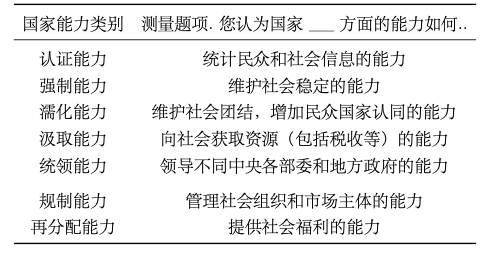 国家能力类别 测量题项. 您认为国家 ___ 方面的能力如何..
认证能力 统计民众和社会信息的能力
强制能力 维护社会稳定的能力
濡化能力 维护社会团结，增加民众国家认同的能力
汲取能力 向社会获取资源（包括税收等）的能力
统领能力 领导不同中央各部委和地方政府的能力
规制能力 管理社会组织和市场主体的能力
再分配能力 提供社会福利的能力